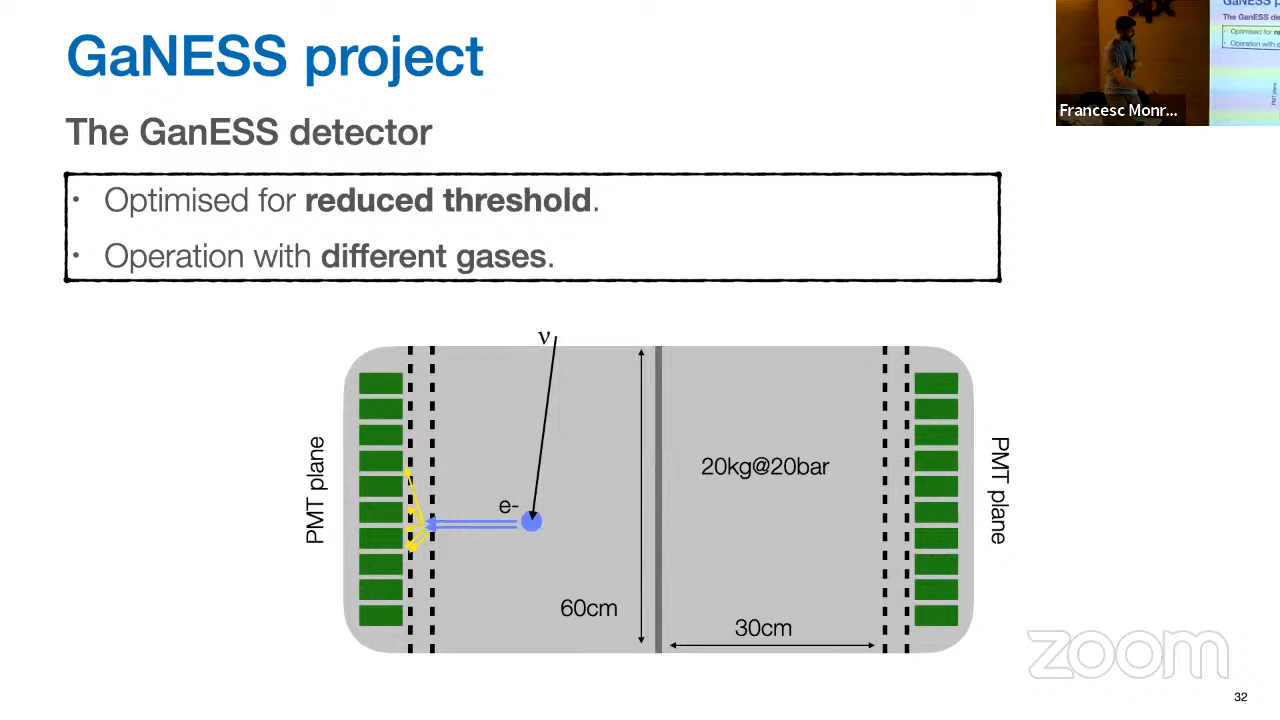 GaNESS project
The GanESS detector
• Optimised for reduced threshold.
• Operation with different gases.
Francesc Monr...
ν
e-
PMT plane
20kg@20bar
PMT plane
60cm
30cm
zoom
32